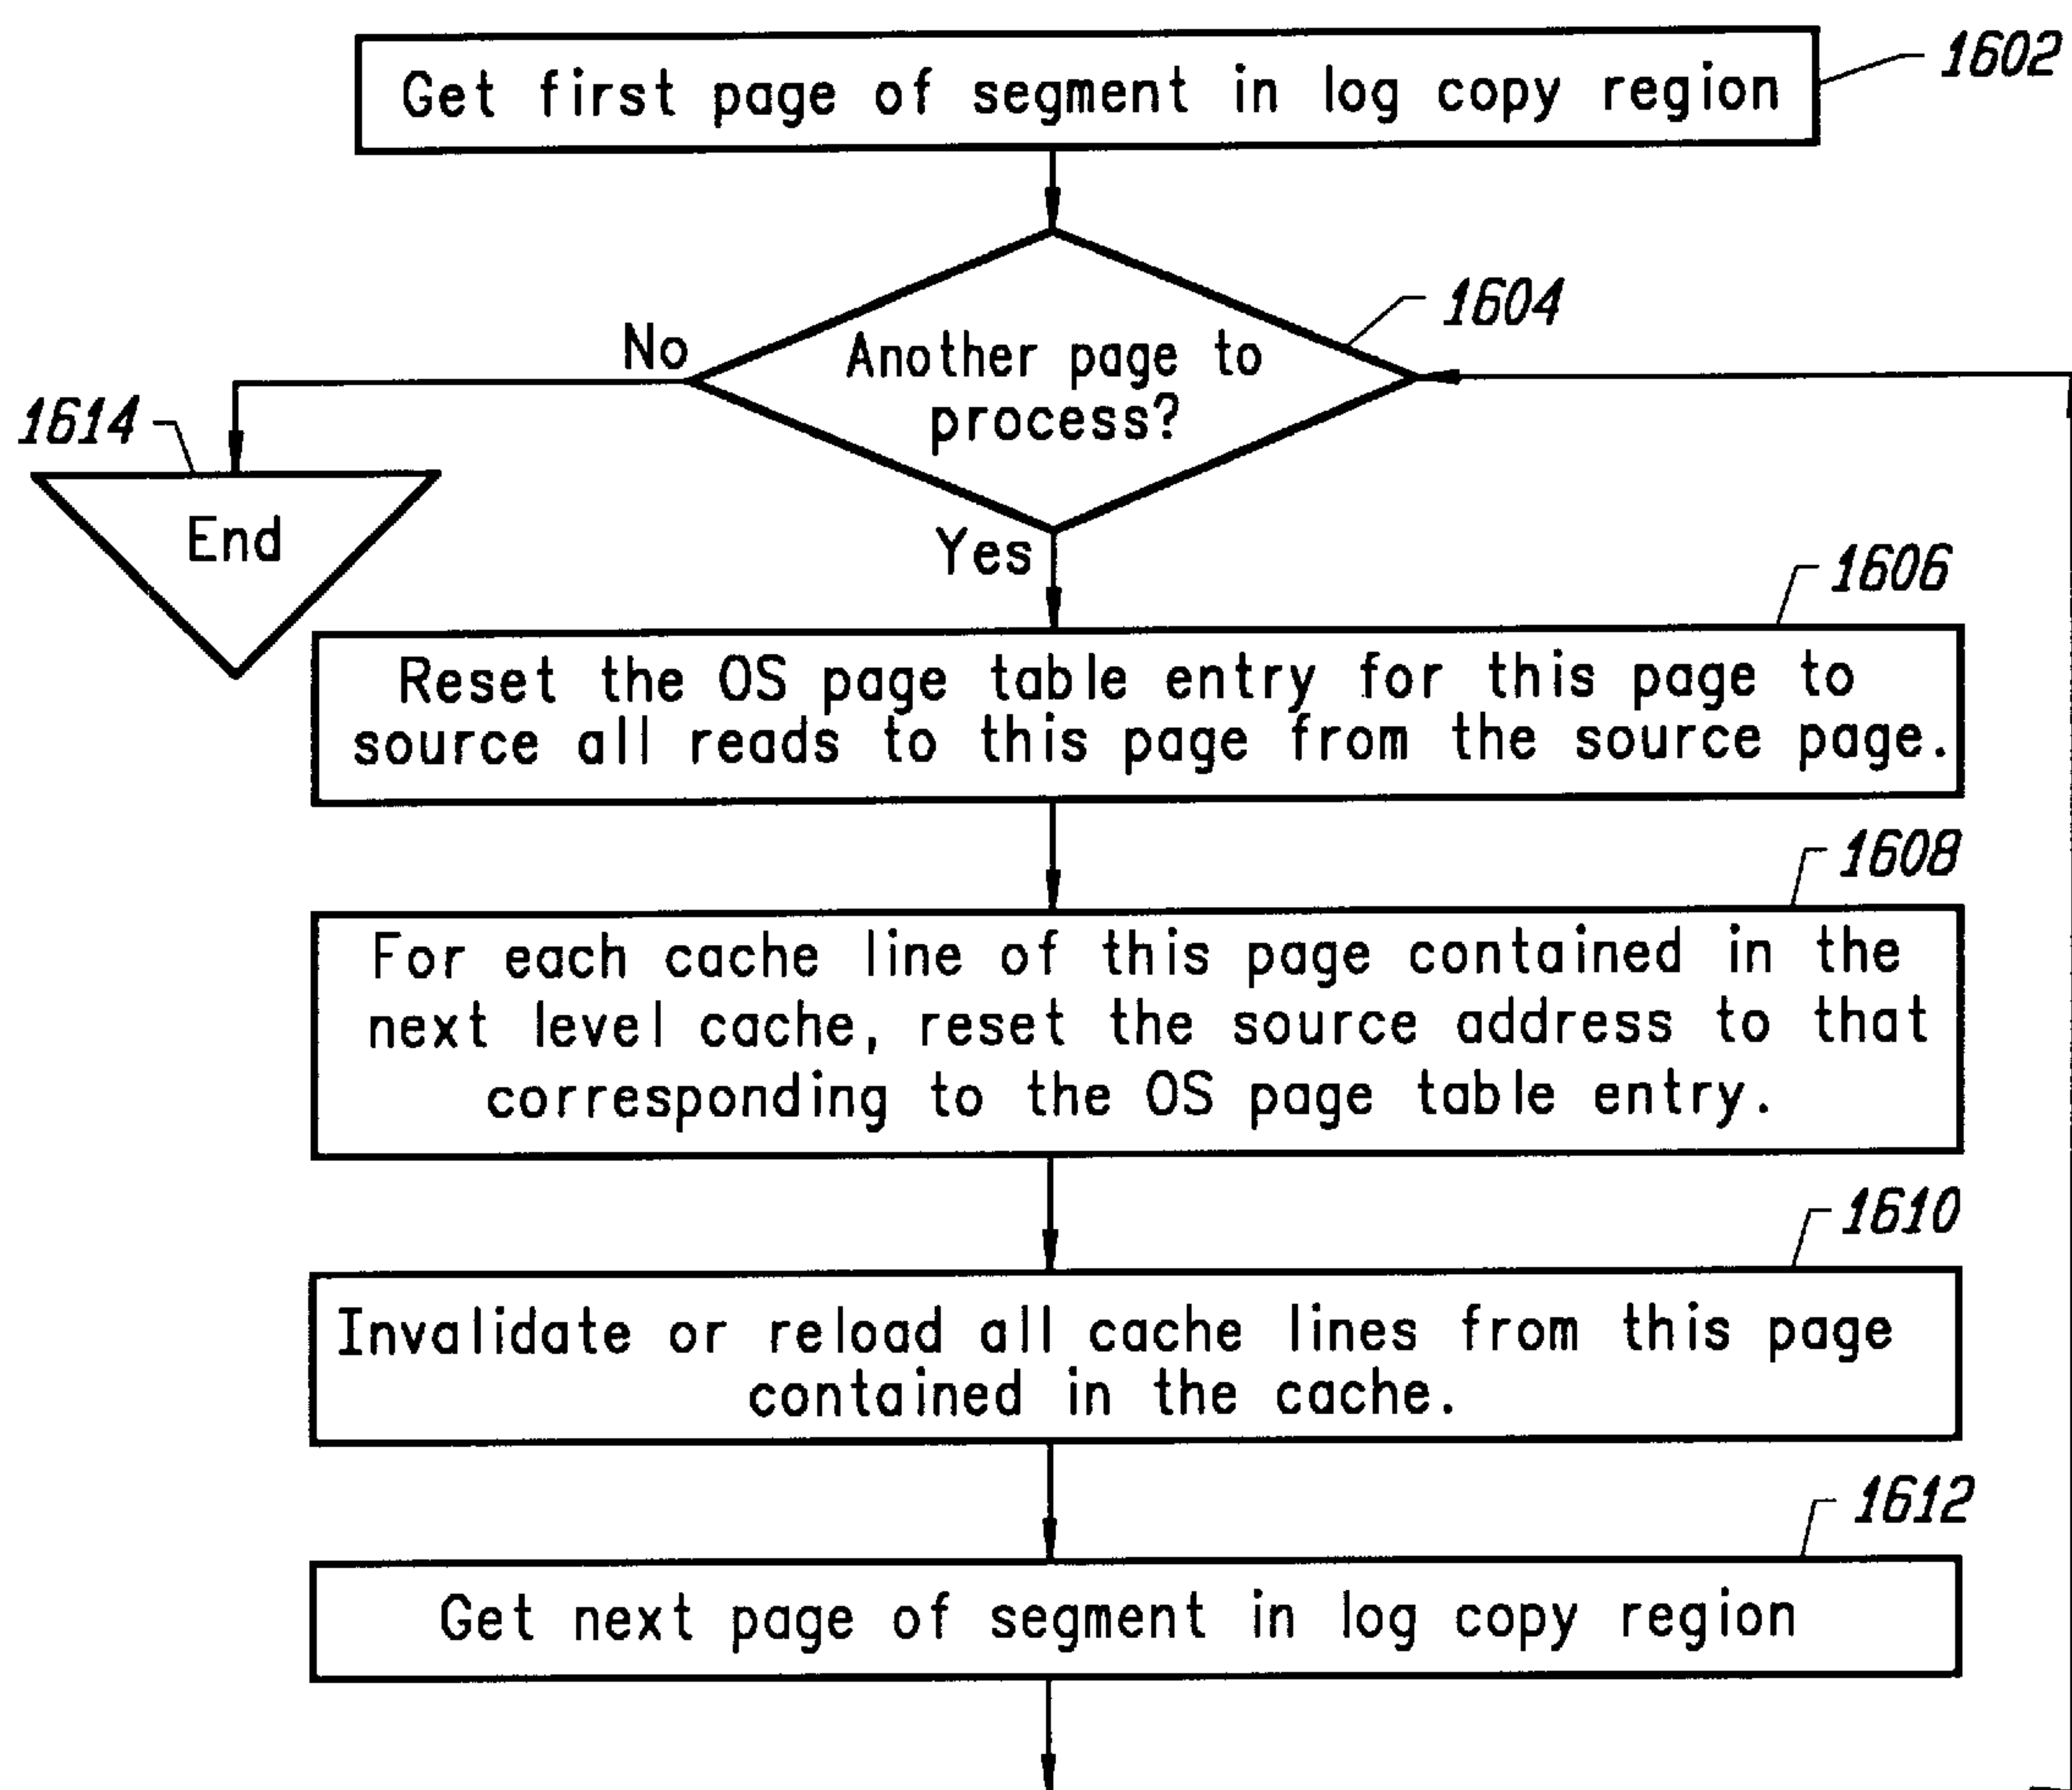 Get first page of segment in log copy region
1602
1604
No
Another page to
process?
1614
End
Yes
1606
Reset the OS page table entry for this page to
source all reads to this page from the source page.
1608
For each cache line of this page contained in the
next level cache, reset the source address to that
corresponding to the OS page table entry.
1610
Invalidate or reload all cache lines from this page
contained in the cache.
1612
Get next page of segment in log copy region